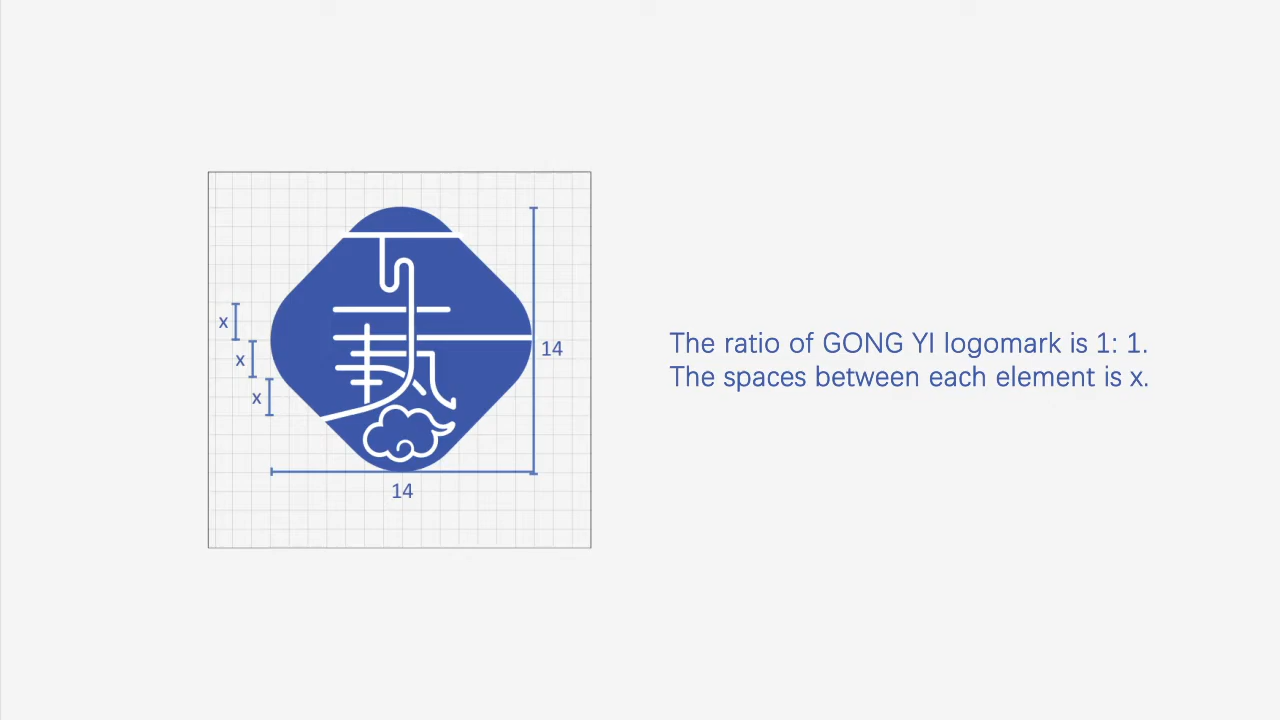 x
x
x
14
14
The ratio of GONG YI logomark is 1: 1.
The spaces between each element is x.